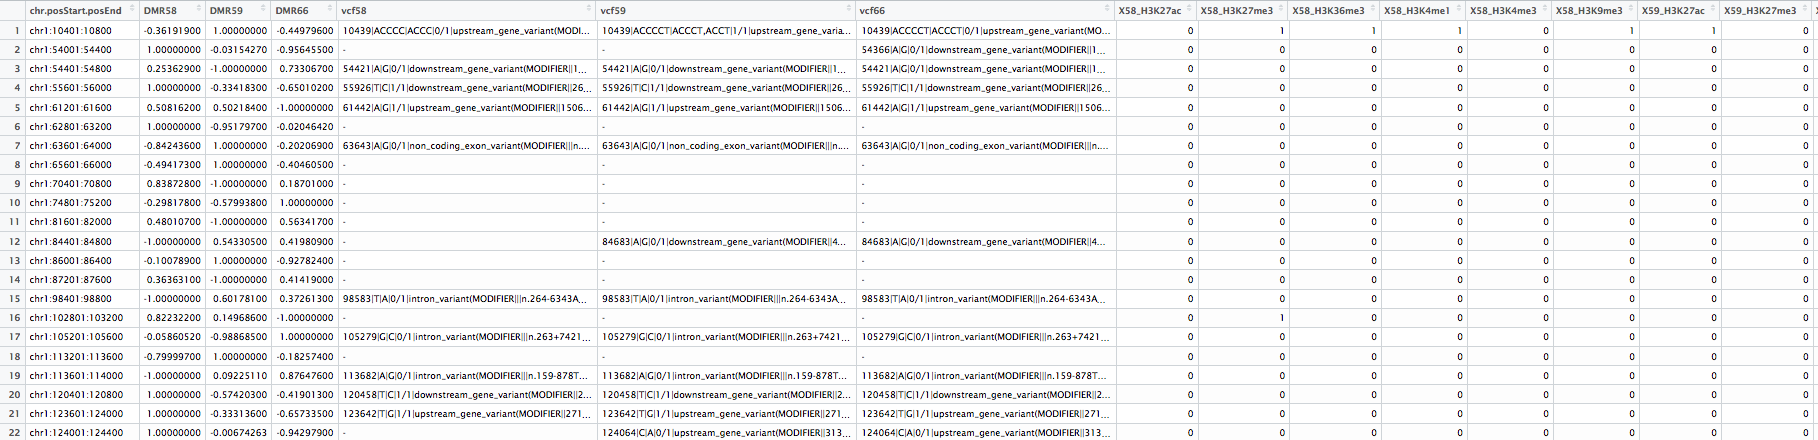 chr.posStart.posEnd DMR58 DMR59 DMR66 vcf58 vcf59 vcf66 X58_H3K27ac X58_H3K27me3 X58_H3K36me3 X58_H3K4me1 X58_H3K4me3 X58_H3K9me3 X59_H3K27ac X59_H3K27me3
1 chr1:10401:10800 -0.36191900 1.00000000 -0.44979600 10439|ACCCC|ACCC|0/1|upstream_gene_variant(MODI... 10439|ACCCCT|ACCCT,ACCT|1/1|upstream_gene_varia... 10439|ACCCCT|ACCCT|0/1|upstream_gene_variant(MO... 0 1 1 1 0 1 1 0
2 chr1:54001:54400 1.00000000 -0.03154270 -0.95645500 - - 54366|A|G|0/1|downstream_gene_variant(MODIFIER||1... 0 0 0 0 0 0 0 0
3 chr1:54401:54800 0.25362900 -1.00000000 0.73306700 54421|A|G|0/1|downstream_gene_variant(MODIFIER||1... 54421|A|G|0/1|downstream_gene_variant(MODIFIER||1... 54421|A|G|0/1|downstream_gene_variant(MODIFIER||1... 0 0 0 0 0 0 0 0
4 chr1:55601:56000 1.00000000 -0.33418300 -0.65010200 55926|T|C|1/1|downstream_gene_variant(MODIFIER||26... 55926|T|C|1/1|downstream_gene_variant(MODIFIER||26... 55926|T|C|1/1|downstream_gene_variant(MODIFIER||26... 0 0 0 0 0 0 0 0
5 chr1:61201:61600 0.50816200 0.50218400 -1.00000000 61442|A|G|1/1|upstream_gene_variant(MODIFIER||1506... 61442|A|G|1/1|upstream_gene_variant(MODIFIER||1506... 61442|A|G|1/1|upstream_gene_variant(MODIFIER||1506... 0 0 0 0 0 0 0 0
6 chr1:62801:63200 1.00000000 -0.95179700 -0.02046420 - - - 0 0 0 0 0 0 0 0
7 chr1:63601:64000 -0.84243600 1.00000000 -0.20206900 63643|A|G|0/1|non_coding_exon_variant(MODIFIER|||n.... 63643|A|G|0/1|non_coding_exon_variant(MODIFIER|||n.... 63643|A|G|0/1|non_coding_exon_variant(MODIFIER|||n.... 0 0 0 0 0 0 0 0
8 chr1:65601:66000 -0.49417300 1.00000000 -0.40460500 - - - 0 0 0 0 0 0 0 0
9 chr1:70401:70800 0.83872800 -1.00000000 0.18701000 - - - 0 0 0 0 0 0 0 0
10 chr1:74801:75200 -0.29817800 -0.57993800 1.00000000 - - - 0 0 0 0 0 0 0 0
11 chr1:81601:82000 0.48010700 -1.00000000 0.56341700 - - - 0 0 0 0 0 0 0 0
12 chr1:84401:84800 -1.00000000 0.54330500 0.41980900 - 84683|A|G|0/1|downstream_gene_variant(MODIFIER||4... 84683|A|G|0/1|downstream_gene_variant(MODIFIER||4... 0 0 0 0 0 0 0 0
13 chr1:86001:86400 -0.10078900 1.00000000 -0.92782400 - - - 0 0 0 0 0 0 0 0
14 chr1:87201:87600 0.36363100 -1.00000000 0.41419000 - - - 0 0 0 0 0 0 0 0
15 chr1:98401:98800 -1.00000000 0.60178100 0.37261300 98583|T|A|0/1|intron_variant(MODIFIER|||n.264-6343A... 98583|T|A|0/1|intron_variant(MODIFIER|||n.264-6343A... 98583|T|A|0/1|intron_variant(MODIFIER|||n.264-6343A... 0 0 0 0 0 0 0 0
16 chr1:102801:103200 0.82232200 0.14968600 -1.00000000 - - - 0 1 0 0 0 0 0 0
17 chr1:105201:105600 -0.05860520 -0.98868500 1.00000000 105279|G|C|0/1|intron_variant(MODIFIER|||n.263+7421... 105279|G|C|0/1|intron_variant(MODIFIER|||n.263+7421... 105279|G|C|0/1|intron_variant(MODIFIER|||n.263+7421... 0 0 0 0 0 0 0 0
18 chr1:113201:113600 -0.79999700 1.00000000 -0.18257400 - - - 0 0 0 0 0 0 0 0
19 chr1:113601:114000 -1.00000000 0.09225110 0.87647600 113682|A|G|0/1|intron_variant(MODIFIER|||n.159-878T... 113682|A|G|0/1|intron_variant(MODIFIER|||n.159-878T... 113682|A|G|0/1|intron_variant(MODIFIER|||n.159-878T... 0 0 0 0 0 0 0 0
20 chr1:120401:120800 1.00000000 -0.57420300 -0.41901300 120458|T|C|1/1|downstream_gene_variant(MODIFIER||2... 120458|T|C|1/1|downstream_gene_variant(MODIFIER||2... 120458|T|C|1/1|downstream_gene_variant(MODIFIER||2... 0 0 0 0 0 0 0 0
21 chr1:123601:124000 1.00000000 -0.33313600 -0.65733500 123642|T|G|1/1|upstream_gene_variant(MODIFIER||271... 123642|T|G|1/1|upstream_gene_variant(MODIFIER||271... 123642|T|G|1/1|upstream_gene_variant(MODIFIER||271... 0 0 0 0 0 0 0 0
22 chr1:124001:124400 1.00000000 -0.00674263 -0.94297900 - 124064|C|A|0/1|upstream_gene_variant(MODIFIER||313... 124064|C|A|0/1|upstream_gene_variant(MODIFIER||313... 0 0 0 0 0 0 0 0